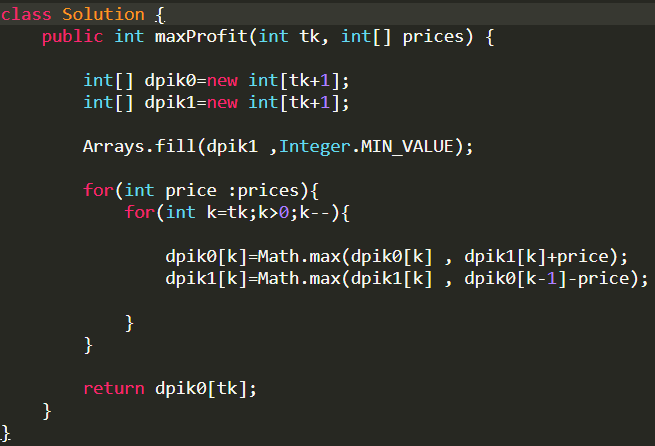 class Solution {
    public int maxProfit(int tk, int[] prices) {
        int[] dpik0=new int[tk+1];
        int[] dpik1=new int[tk+1];
        Arrays.fill(dpik1 ,Integer.MIN_VALUE);
        for(int price :prices){
            for(int k=tk;k>0;k--){
                dpik0[k]=Math.max(dpik0[k] , dpik1[k]+price);
                dpik1[k]=Math.max(dpik1[k] , dpik0[k-1]-price);
            }
        }
        return dpik0[tk];
    }
}